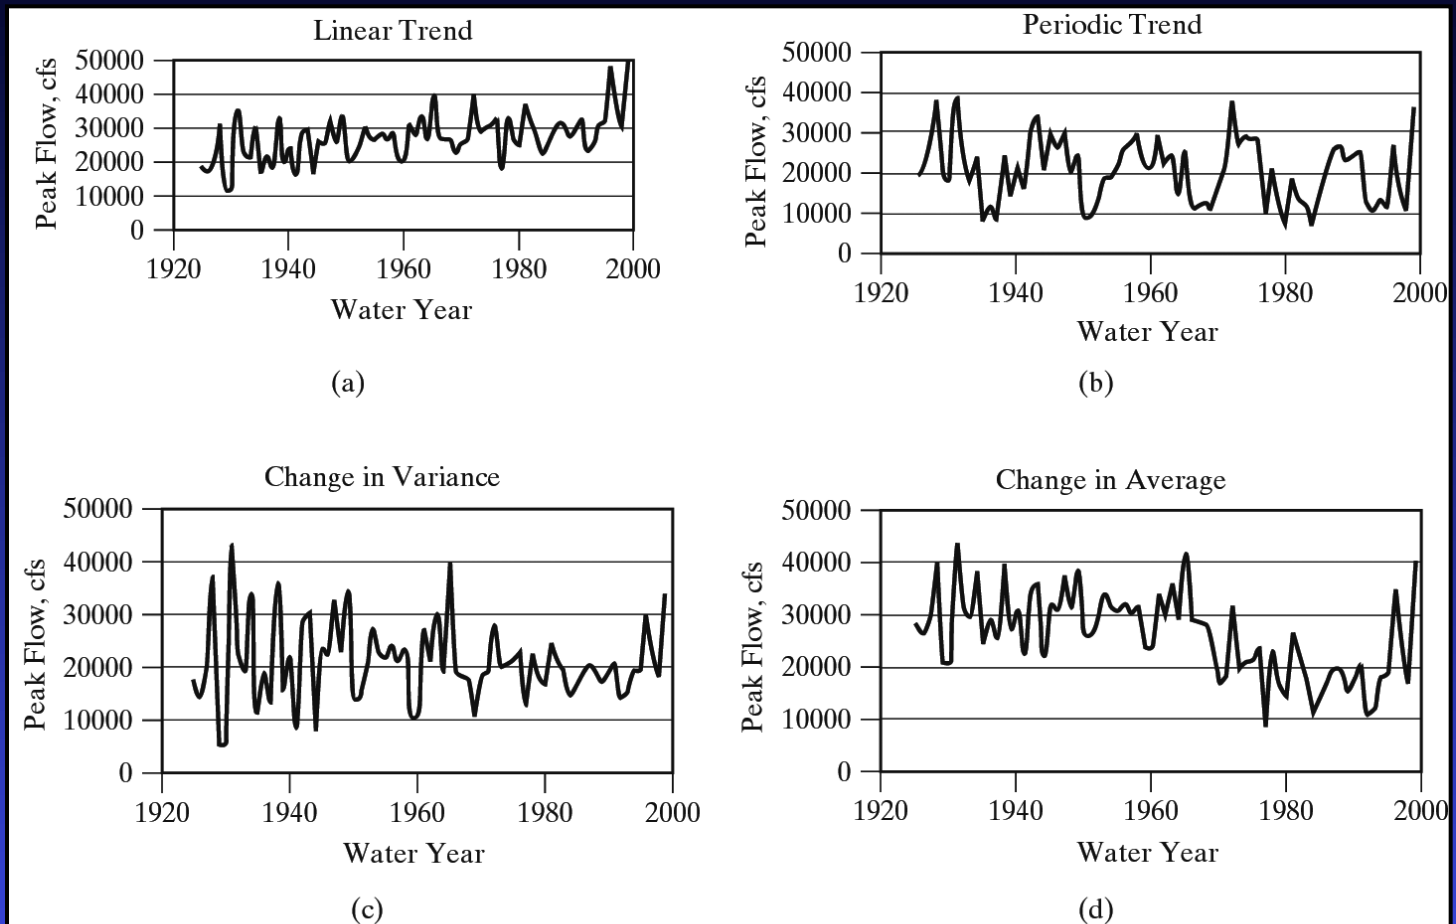 Linear Trend
Peak Flow, cfs
50000
40000
30000
20000
10000
0
1920 1940 1960 1980 2000
Water Year
(a)
Periodic Trend
Peak Flow, cfs
50000
40000
30000
20000
10000
0
1920 1940 1960 1980 2000
Water Year
(b)
Change in Variance
Peak Flow, cfs
50000
40000
30000
20000
10000
0
1920 1940 1960 1980 2000
Water Year
(c)
Change in Average
Peak Flow, cfs
50000
40000
30000
20000
10000
0
1920 1940 1960 1980 2000
Water Year
(d)